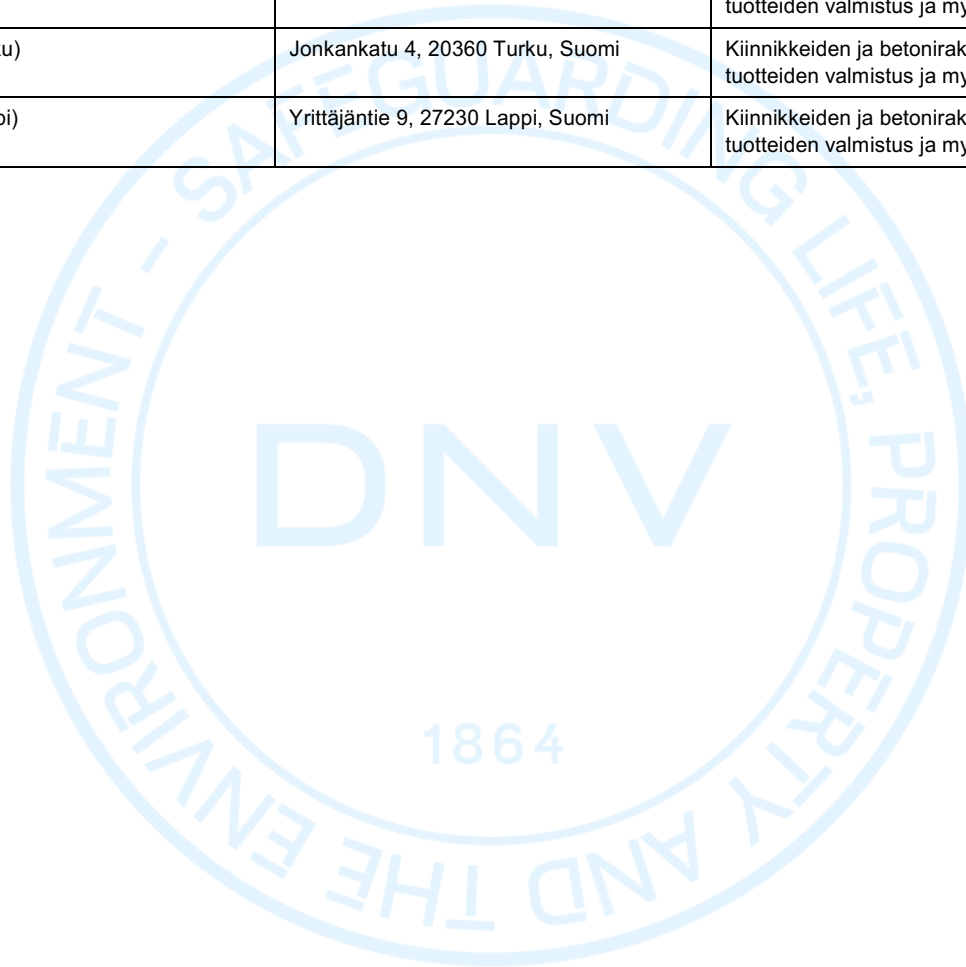 tuotteiden valmistus ja my
ku)
Jonkankatu 4, 20360 Turku, Suomi
Kiinnikkeiden ja betonirak
tuotteiden valmistus ja my
pi)
Yrittäjäntie 9, 27230 Lappi, Suomi
Kiinnikkeiden ja betonirak
tuotteiden valmistus ja my
SAFEGUARDING LIFE, PROPERTY AND THE ENVIRONMENT -
DNV
1864